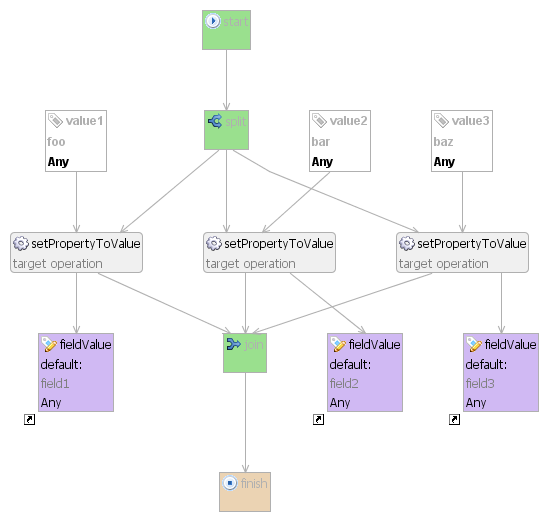 start
value1
foo
Any
split
value2
bar
Any
value3
baz
Any
setPropertyToValue
target operation
setPropertyToValue
target operation
setPropertyToValue
target operation
fieldValue
default:
field1
Any
join
fieldValue
default:
field2
Any
fieldValue
default:
field3
Any
finish